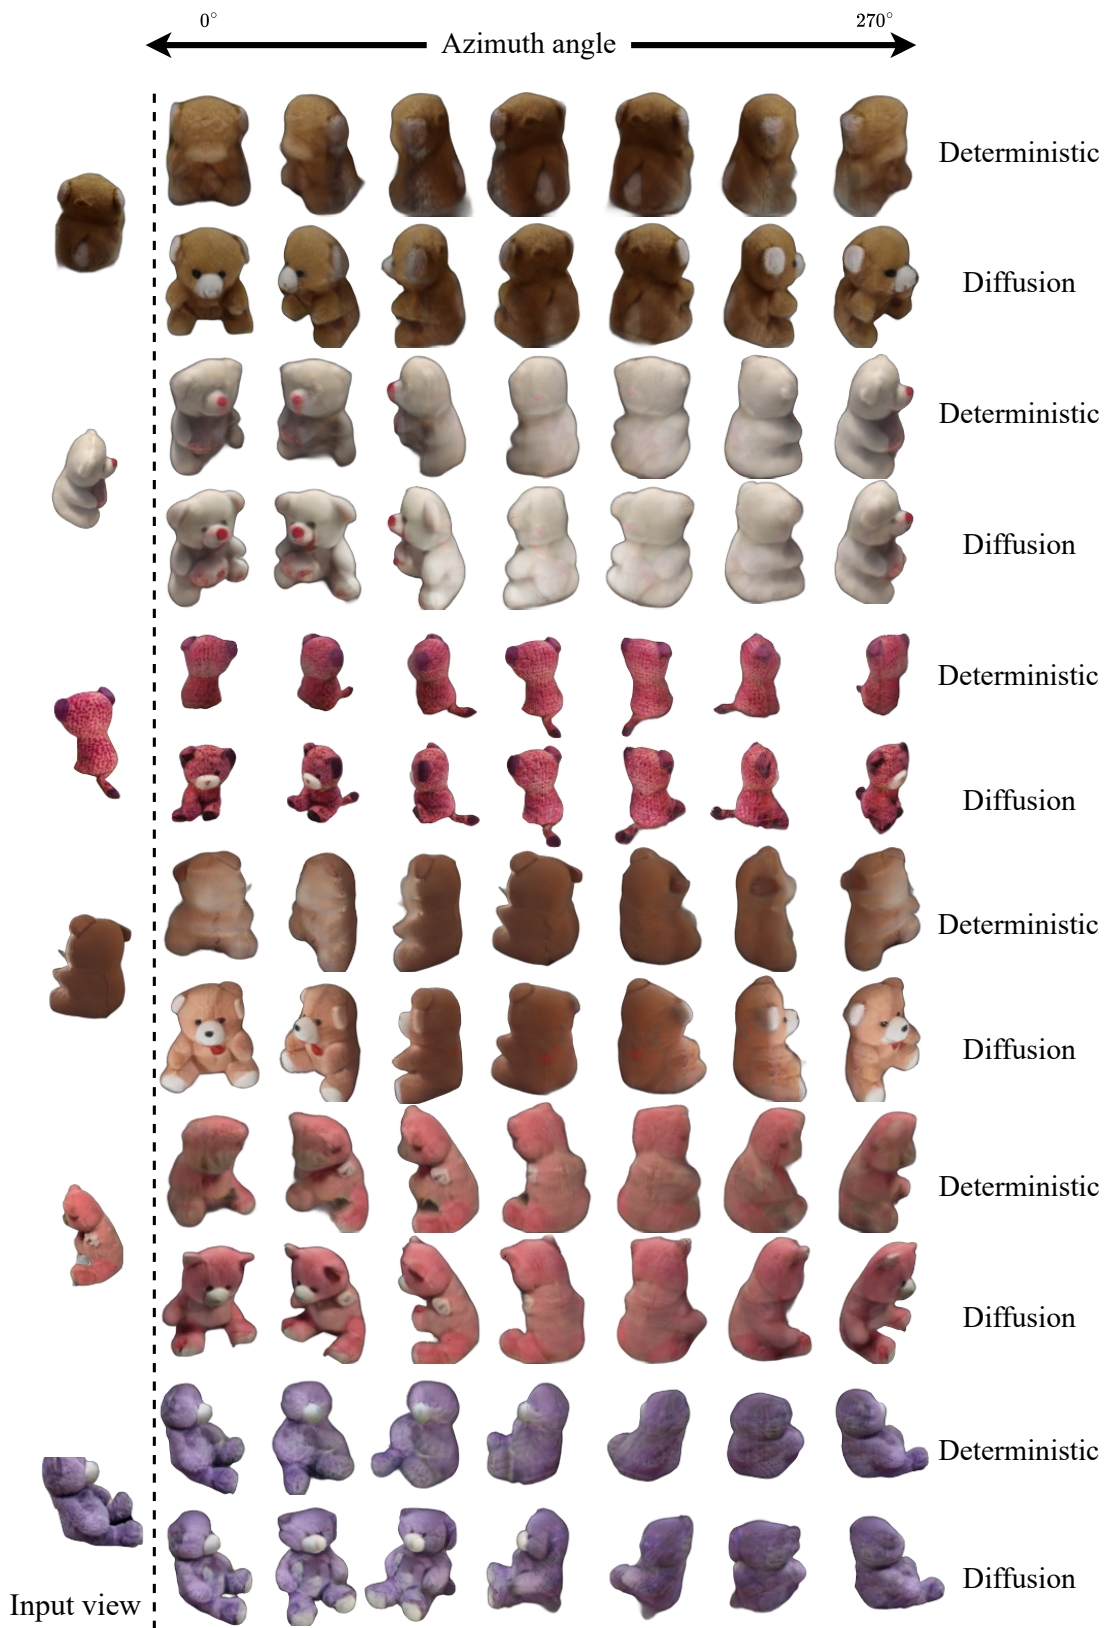 0°
270°
Azimuth angle
Deterministic
Diffusion
Deterministic
Diffusion
Deterministic
Diffusion
Deterministic
Diffusion
Deterministic
Diffusion
Deterministic
Diffusion
Input view